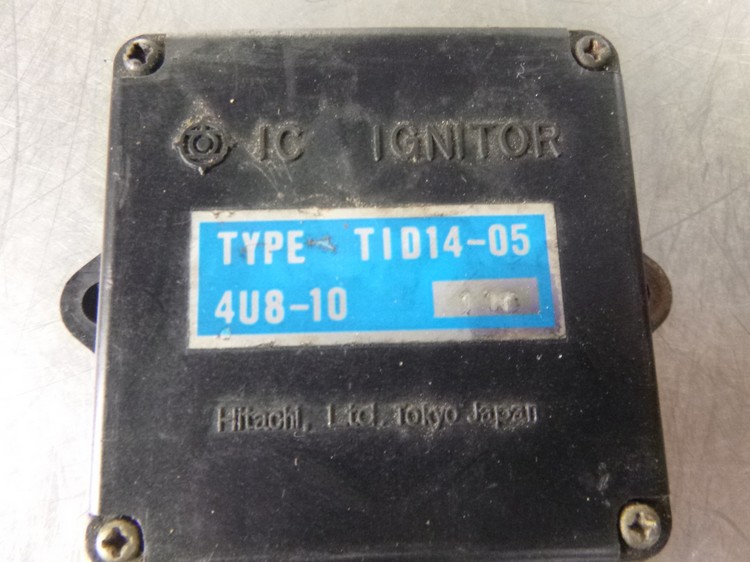 IC IGNITOR
TYPE TID14-05
4U8-10
Hitachi, Ltd. Tokyo Japan